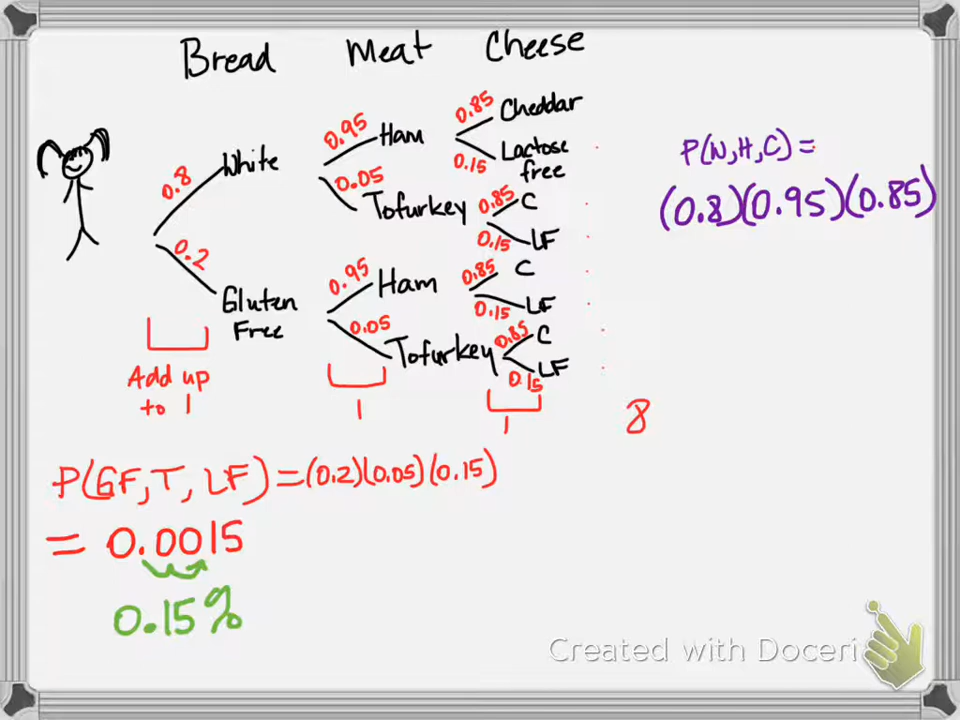 Bread Meat Cheese
0.85 Cheddar
0.95 Ham
0.15 Lactose free
0.8 White
0.05 Tofurkey
0.85 C
0.15 LF
0.2 Gluten Free
0.95 Ham
0.85 C
0.15 LF
0.05 Tofurkey
0.85 C
0.15 LF
Add up
to 1
1
1
8
P(W,H,C)=
(0.8)(0.95)(0.85)
P(GF,T,LF)=(0.2)(0.05)(0.15)
= 0.0015
0.15%
Created with Doceri